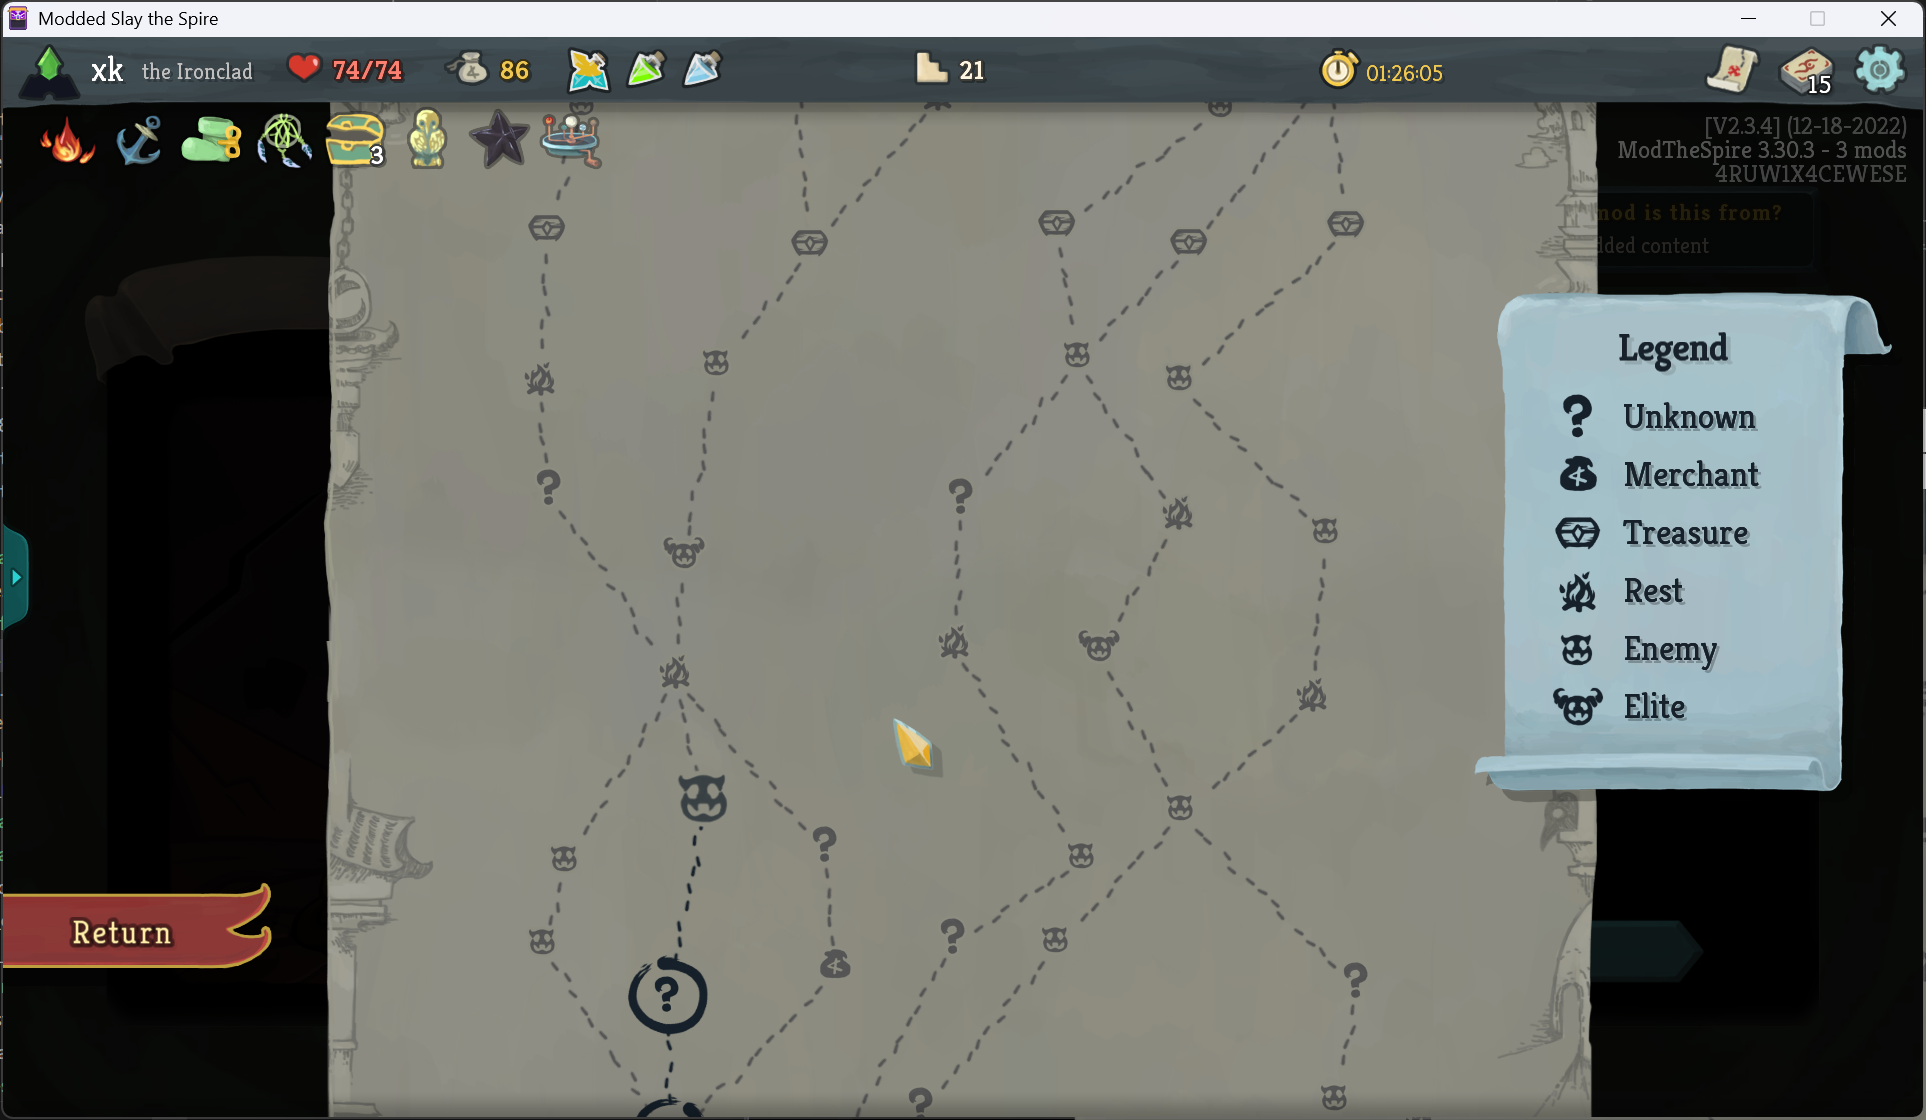 Modded Slay the Spire
xk the Ironclad 74/74 86 21 01:26:05 15
3
[V2.3.4] (12-18-2022)
ModTheSpire 3.30.3 - 3 mods
4RUW1X4CEWESE
mod is this from?
content
Legend
Unknown
Merchant
Treasure
Rest
Enemy
Elite
Return